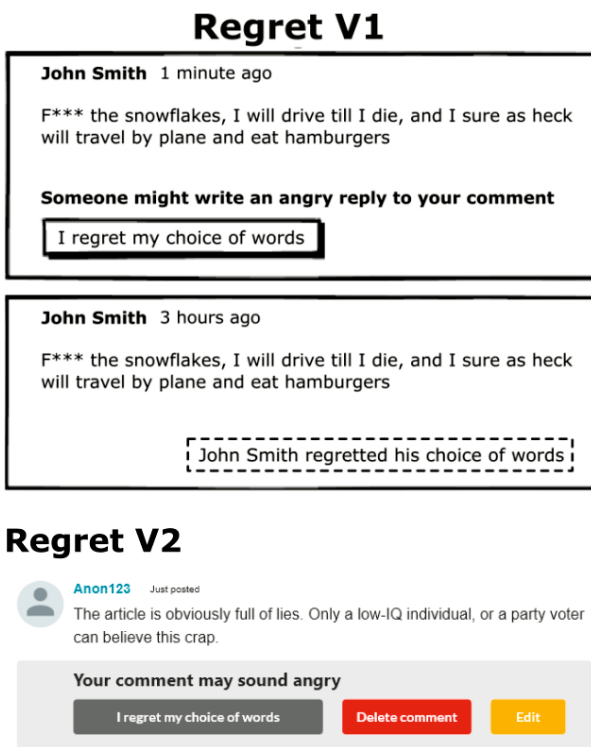 Regret V1
John Smith 1 minute ago
F*** the snowflakes, I will drive till I die, and I sure as heck
will travel by plane and eat hamburgers
Someone might write an angry reply to your comment
I regret my choice of words
John Smith 3 hours ago
F*** the snowflakes, I will drive till I die, and I sure as heck
will travel by plane and eat hamburgers
John Smith regretted his choice of words
Regret V2
Anon123 Just posted
The article is obviously full of lies. Only a low-IQ individual, or a party voter
can believe this crap.
Your comment may sound angry
I regret my choice of words Delete comment Edit